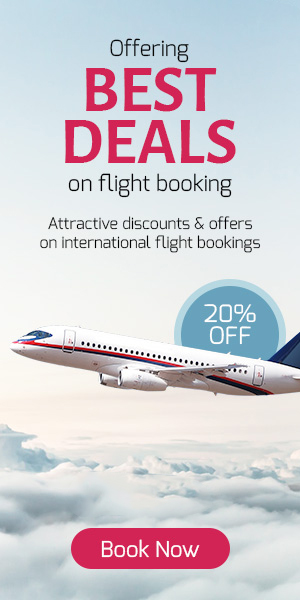 Offering
BEST
DEALS
on flight booking
Attractive discounts & offers
on international flight bookings
20%
OFF
Book Now